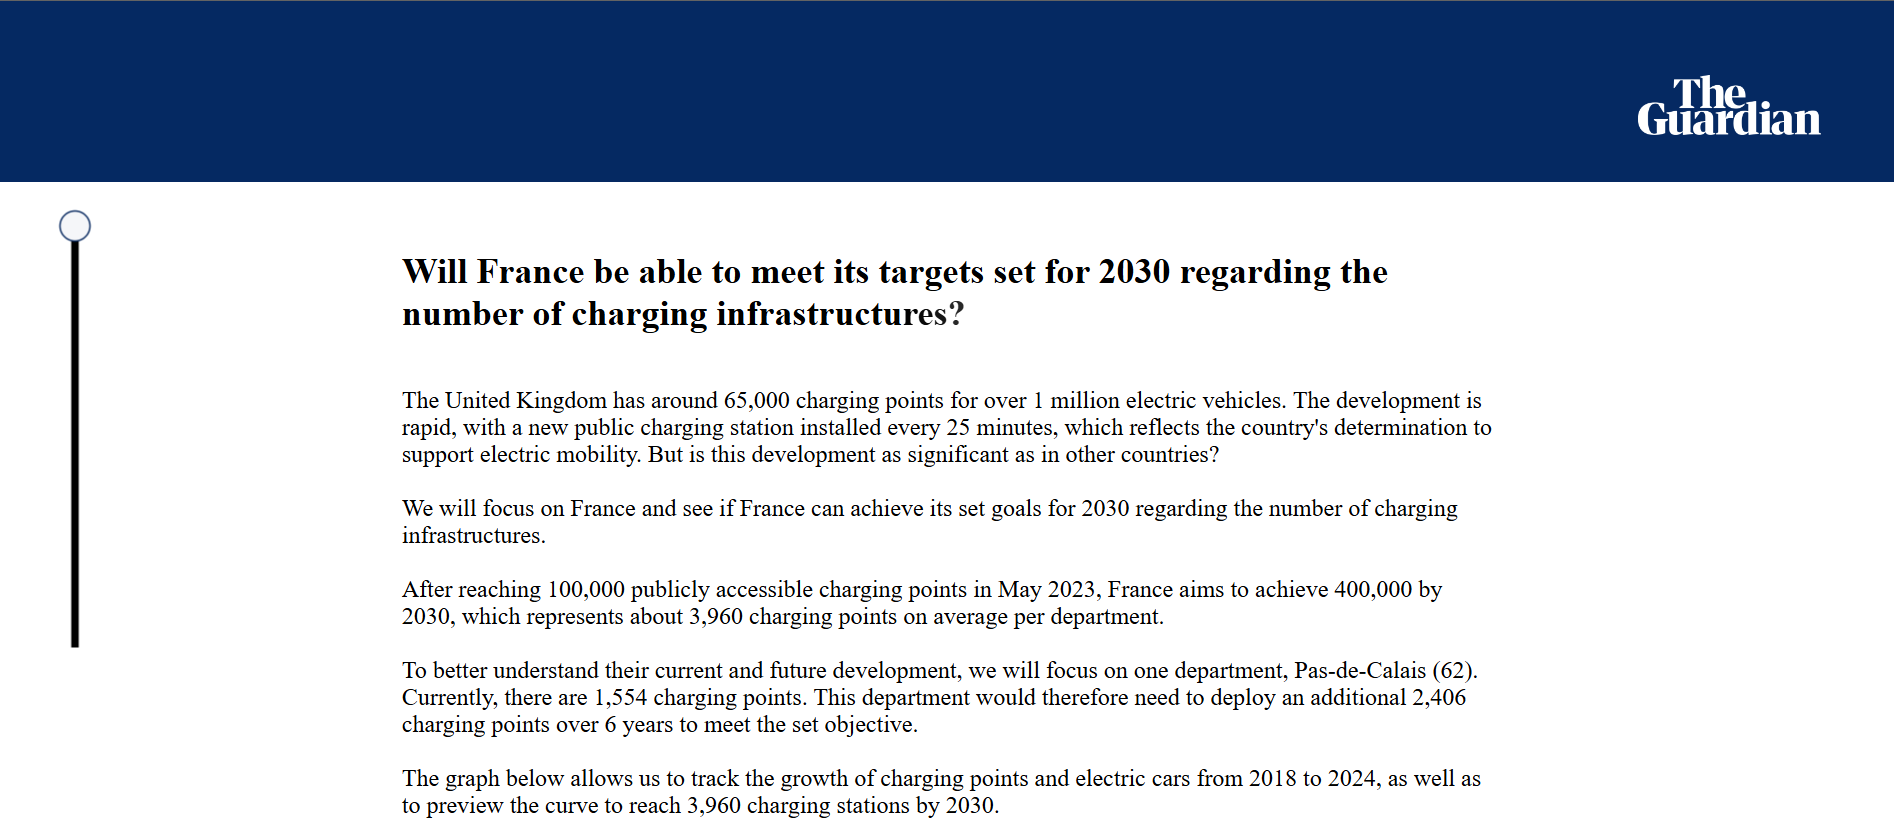 The
Guardian
Will France be able to meet its targets set for 2030 regarding the
number of charging infrastructures?
The United Kingdom has around 65,000 charging points for over 1 million electric vehicles. The development is
rapid, with a new public charging station installed every 25 minutes, which reflects the country's determination to
support electric mobility. But is this development as significant as in other countries?
We will focus on France and see if France can achieve its set goals for 2030 regarding the number of charging
infrastructures.
After reaching 100,000 publicly accessible charging points in May 2023, France aims to achieve 400,000 by
2030, which represents about 3,960 charging points on average per department.
To better understand their current and future development, we will focus on one department, Pas-de-Calais (62).
Currently, there are 1,554 charging points. This department would therefore need to deploy an additional 2,406
charging points over 6 years to meet the set objective.
The graph below allows us to track the growth of charging points and electric cars from 2018 to 2024, as well as
to preview the curve to reach 3,960 charging stations by 2030.